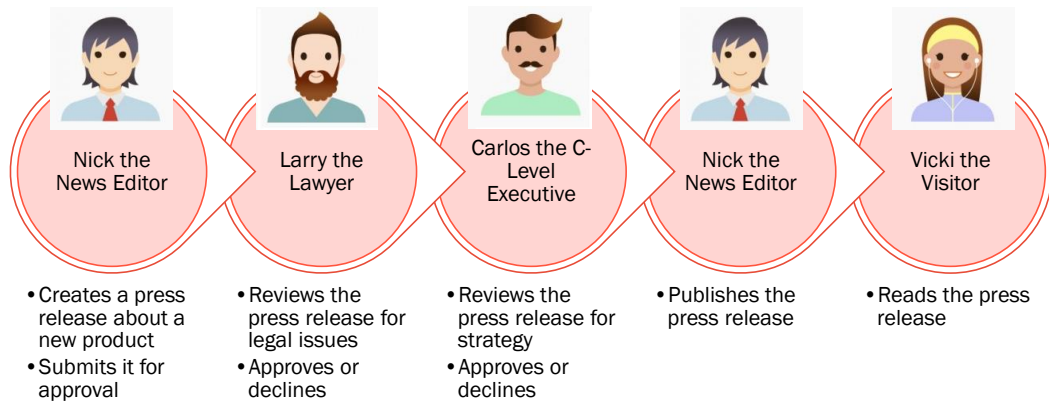 Nick the
News Editor
Larry the
Lawyer
Carlos the C-
Level
Executive
Nick the
News Editor
Vicki the
Visitor
•Creates a press
release about a
new product
•Submits it for
approval
•Reviews the
press release for
legal issues
•Approves or
declines
•Reviews the
press release for
strategy
•Approves or
declines
•Publishes the
press release
•Reads the press
release